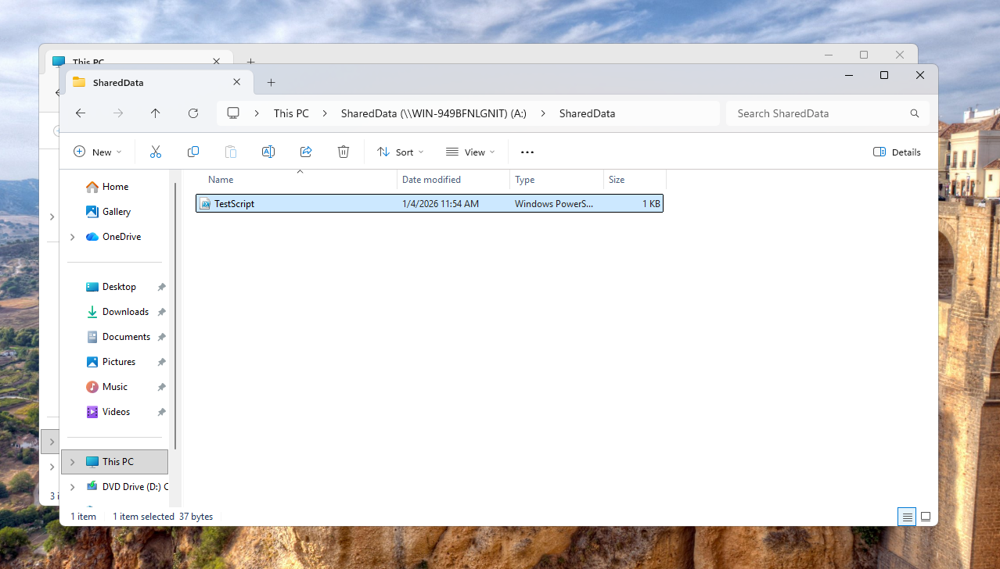 This PC
SharedData
This PC
SharedData (\\WIN-949BFNLGNIT) (A:)
SharedData
Search SharedData
New
Sort
View
Details
Name
Date modified
Type
Size
TestScript
1/4/2026 11:54 AM
Windows PowerS...
1 KB
Home
Gallery
OneDrive
Desktop
Downloads
Documents
Pictures
Music
Videos
This PC
DVD Drive (D:) C
3 i
1 item
1 item selected 37 bytes